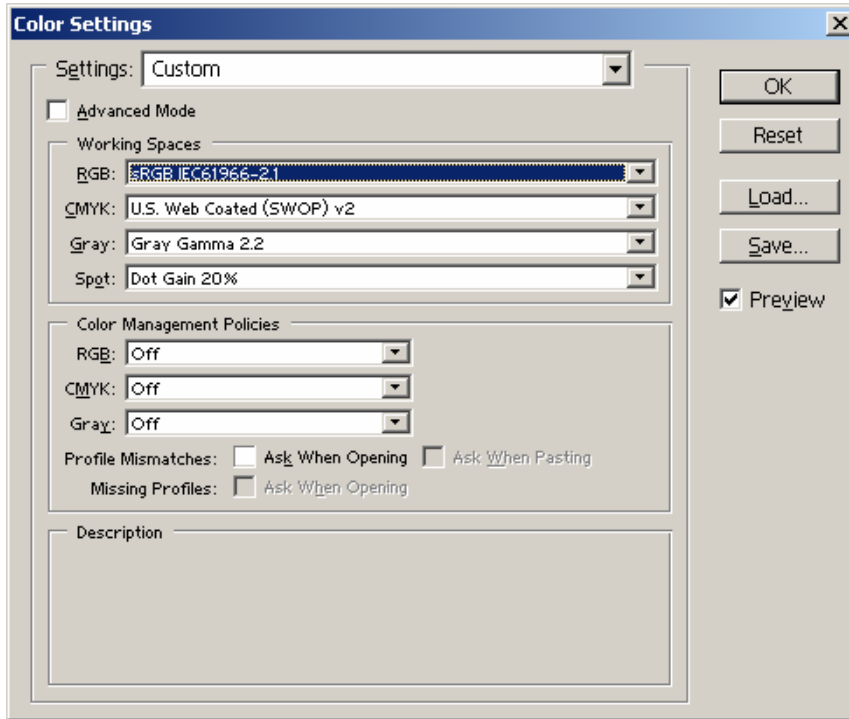 Color Settings
Settings: Custom
Advanced Mode
Working Spaces
RGB: sRGB IEC61966-2.1
CMYK: U.S. Web Coated (SWOP) v2
Gray: Gray Gamma 2.2
Spot: Dot Gain 20%
Color Management Policies
RGB: Off
CMYK: Off
Gray: Off
Profile Mismatches: Ask When Opening Ask When Pasting
Missing Profiles: Ask When Opening
Description
OK
Reset
Load...
Save...
Preview